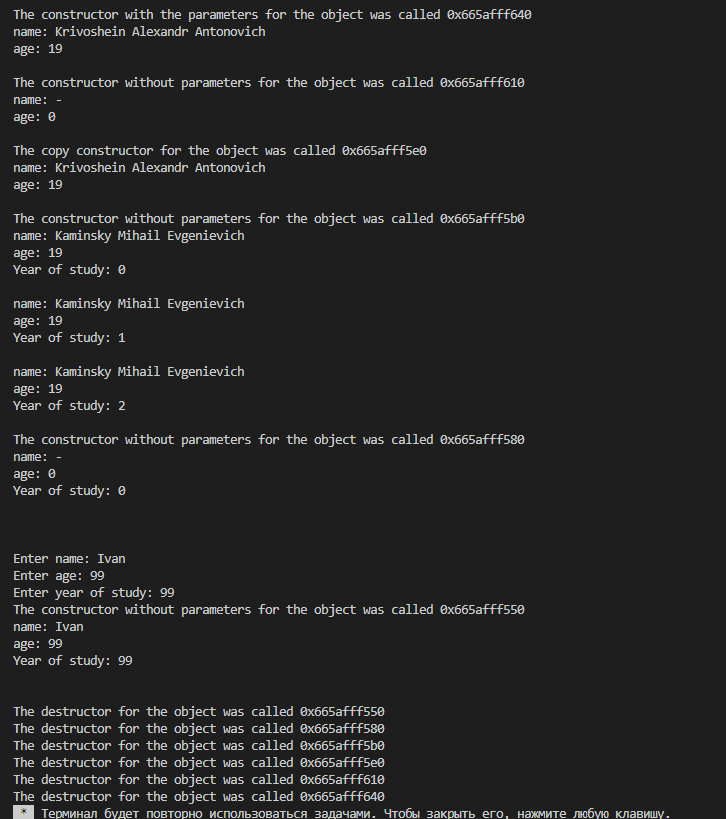 The constructor with the parameters for the object was called 0x665afff640
name: Krivoshein Alexandr Antonovich
age: 19
The constructor without parameters for the object was called 0x665afff610
name: -
age: 0
The copy constructor for the object was called 0x665afff5e0
name: Krivoshein Alexandr Antonovich
age: 19
The constructor without parameters for the object was called 0x665afff5b0
name: Kaminsky Mihail Evgenievich
age: 19
Year of study: 0
name: Kaminsky Mihail Evgenievich
age: 19
Year of study: 1
name: Kaminsky Mihail Evgenievich
age: 19
Year of study: 2
The constructor without parameters for the object was called 0x665afff580
name: -
age: 0
Year of study: 0
Enter name: Ivan
Enter age: 99
Enter year of study: 99
The constructor without parameters for the object was called 0x665afff550
name: Ivan
age: 99
Year of study: 99
The destructor for the object was called 0x665afff550
The destructor for the object was called 0x665afff580
The destructor for the object was called 0x665afff5b0
The destructor for the object was called 0x665afff5e0
The destructor for the object was called 0x665afff610
The destructor for the object was called 0x665afff640
* Терминал будет повторно использоваться задачами. Чтобы закрыть его, нажмите любую клавишу.